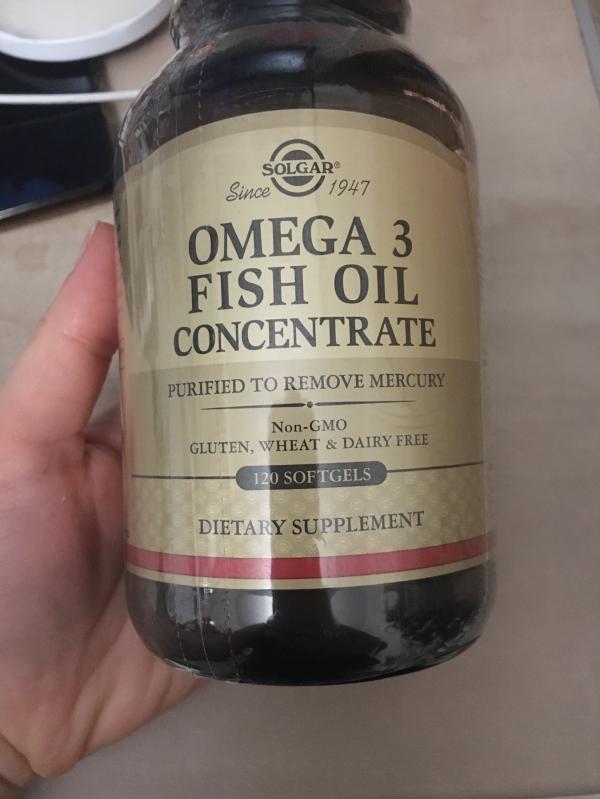 SOLGAR®
Since 1947
OMEGA 3
FISH OIL
CONCENTRATE
PURIFIED TO REMOVE MERCURY
Non-GMO
GLUTEN, WHEAT & DAIRY FREE
120 SOFTGELS
DIETARY SUPPLEMENT